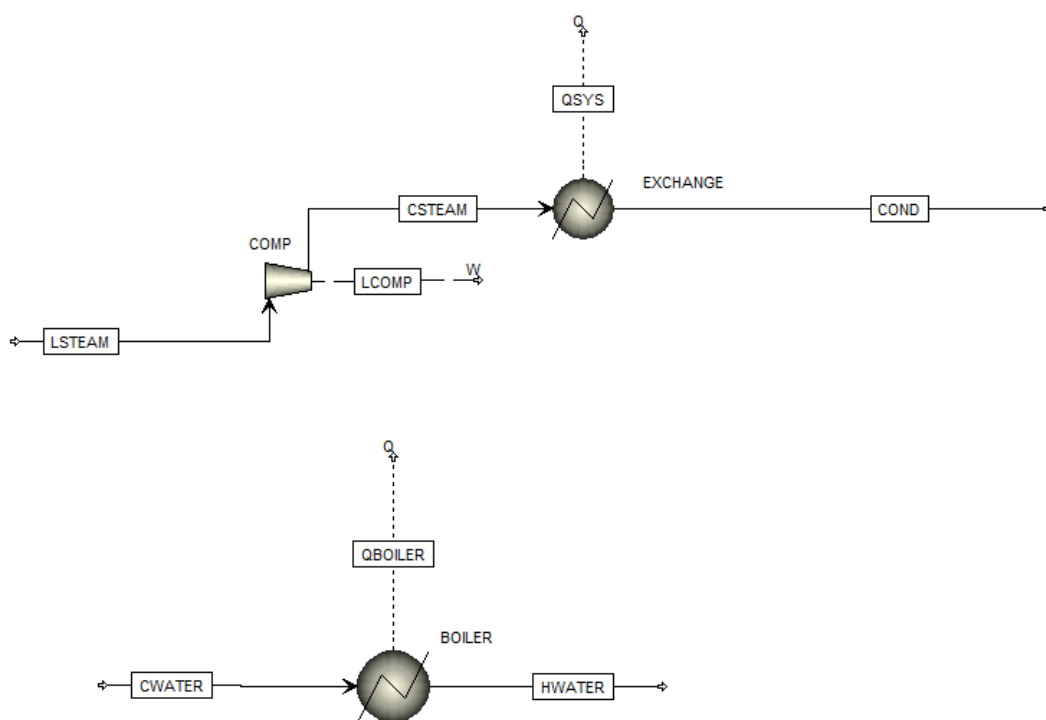 Q
QSYS
EXCHANGE
CSTEAM
COND
COMP
W
LCOMP
LSTEAM
Q
QBOILER
BOILER
CWATER
HWATER